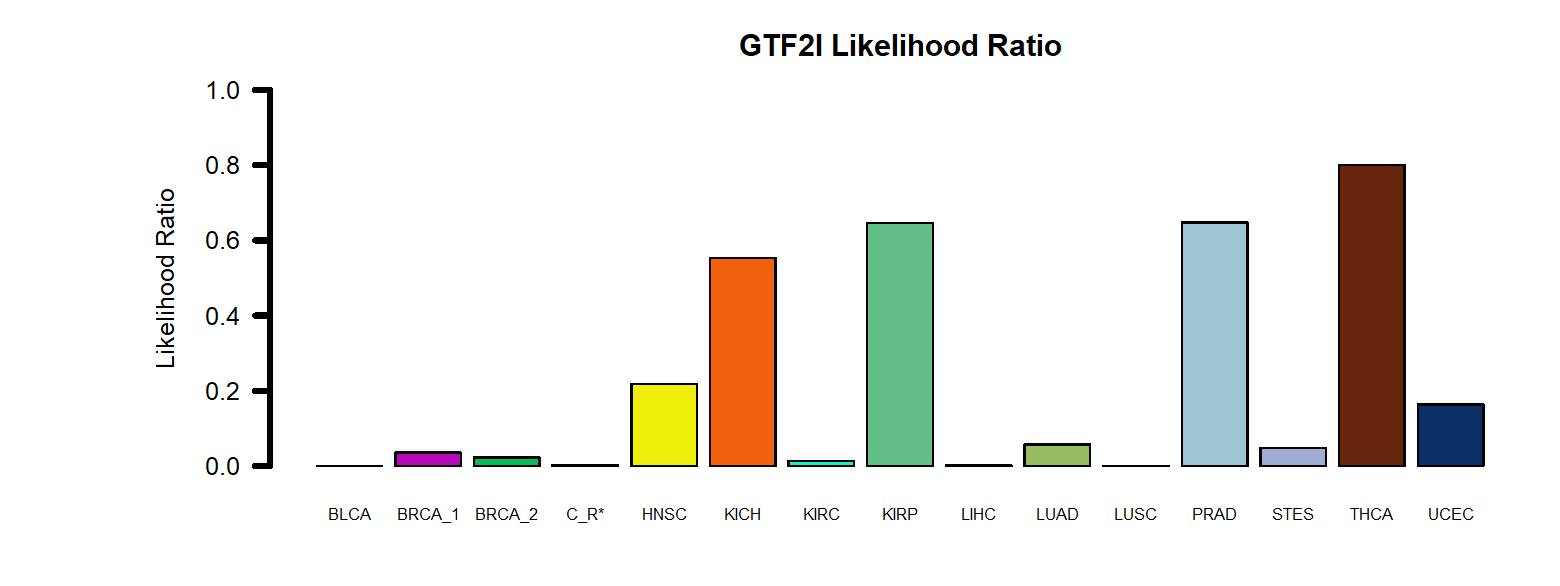 GTF2I Likelihood Ratio
Likelihood Ratio
1.0
0.8
0.6
0.4
0.2
0.0
BLCA BRCA_1 BRCA_2 C_R* HNSC KICH KIRC KIRP LIHC LUAD LUSC PRAD STES THCA UCEC